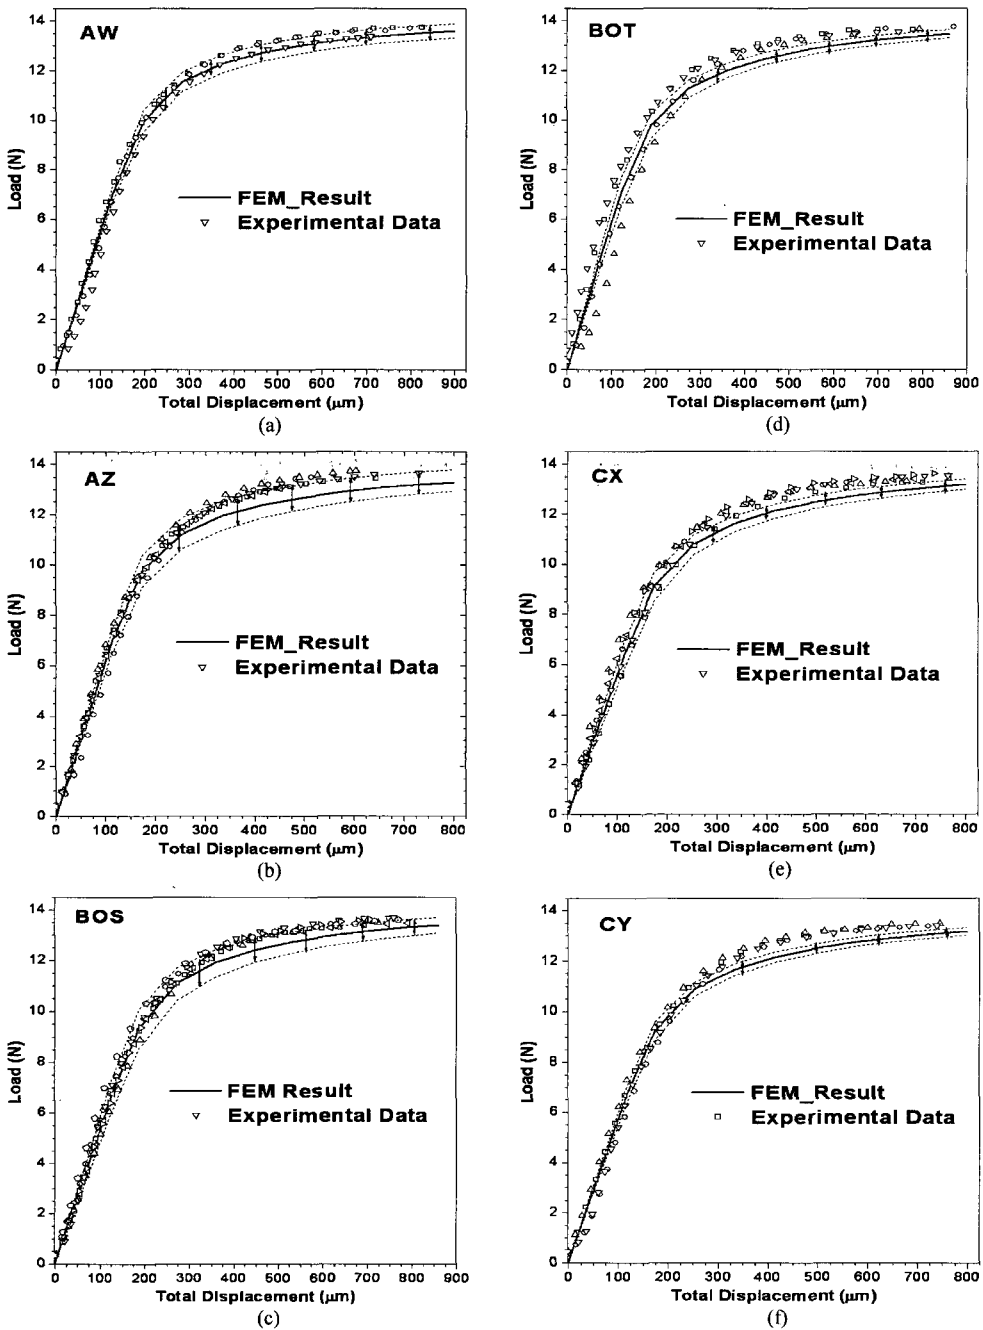 AW
Load (N)
14
12
10
8
6
4
2
0
FEM_Result
Experimental Data
0 100 200 300 400 500 600 700 800 900
Total Displacement (μm)
(a)
BOT
Load (N)
14
12
10
8
6
4
2
0
FEM_Result
Experimental Data
0 100 200 300 400 500 600 700 800 900
Total Displacement (μm)
(d)
AZ
Load (N)
14
12
10
8
6
4
2
0
FEM_Result
Experimental Data
0 100 200 300 400 500 600 700 800
Total Displacement (μm)
(b)
CX
Load (N)
14
12
10
8
6
4
2
0
FEM_Result
Experimental Data
0 100 200 300 400 500 600 700 800
Total Displacement (μm)
(e)
BOS
Load (N)
14
12
10
8
6
4
2
0
FEM Result
Experimental Data
0 100 200 300 400 500 600 700 800 900
Total Displacement (μm)
(c)
CY
Load (N)
14
12
10
8
6
4
2
0
FEM_Result
Experimental Data
0 100 200 300 400 500 600 700 800
Total Displacement (μm)
(f)